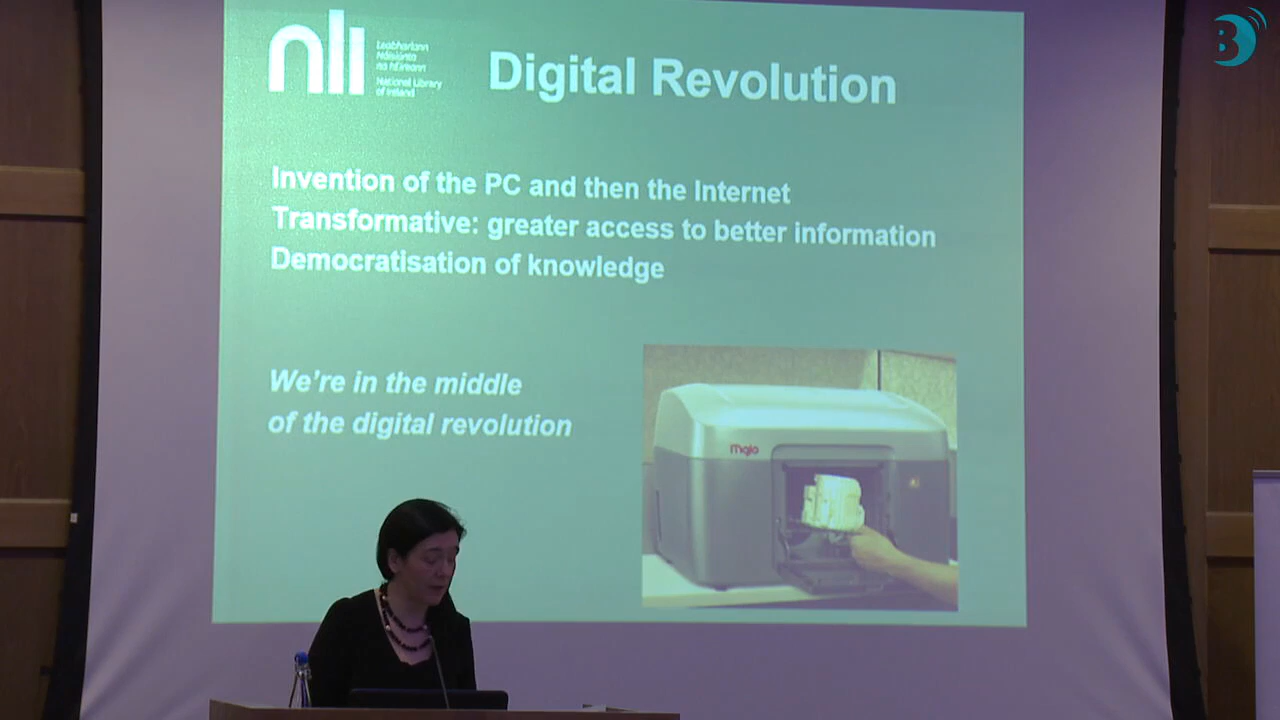 nli
Leabharlann
Náisiúnta
na hÉireann
National Library
of Ireland
Digital Revolution
Invention of the PC and then the Internet
Transformative: greater access to better information
Democratisation of knowledge
We're in the middle
of the digital revolution
mojo
B